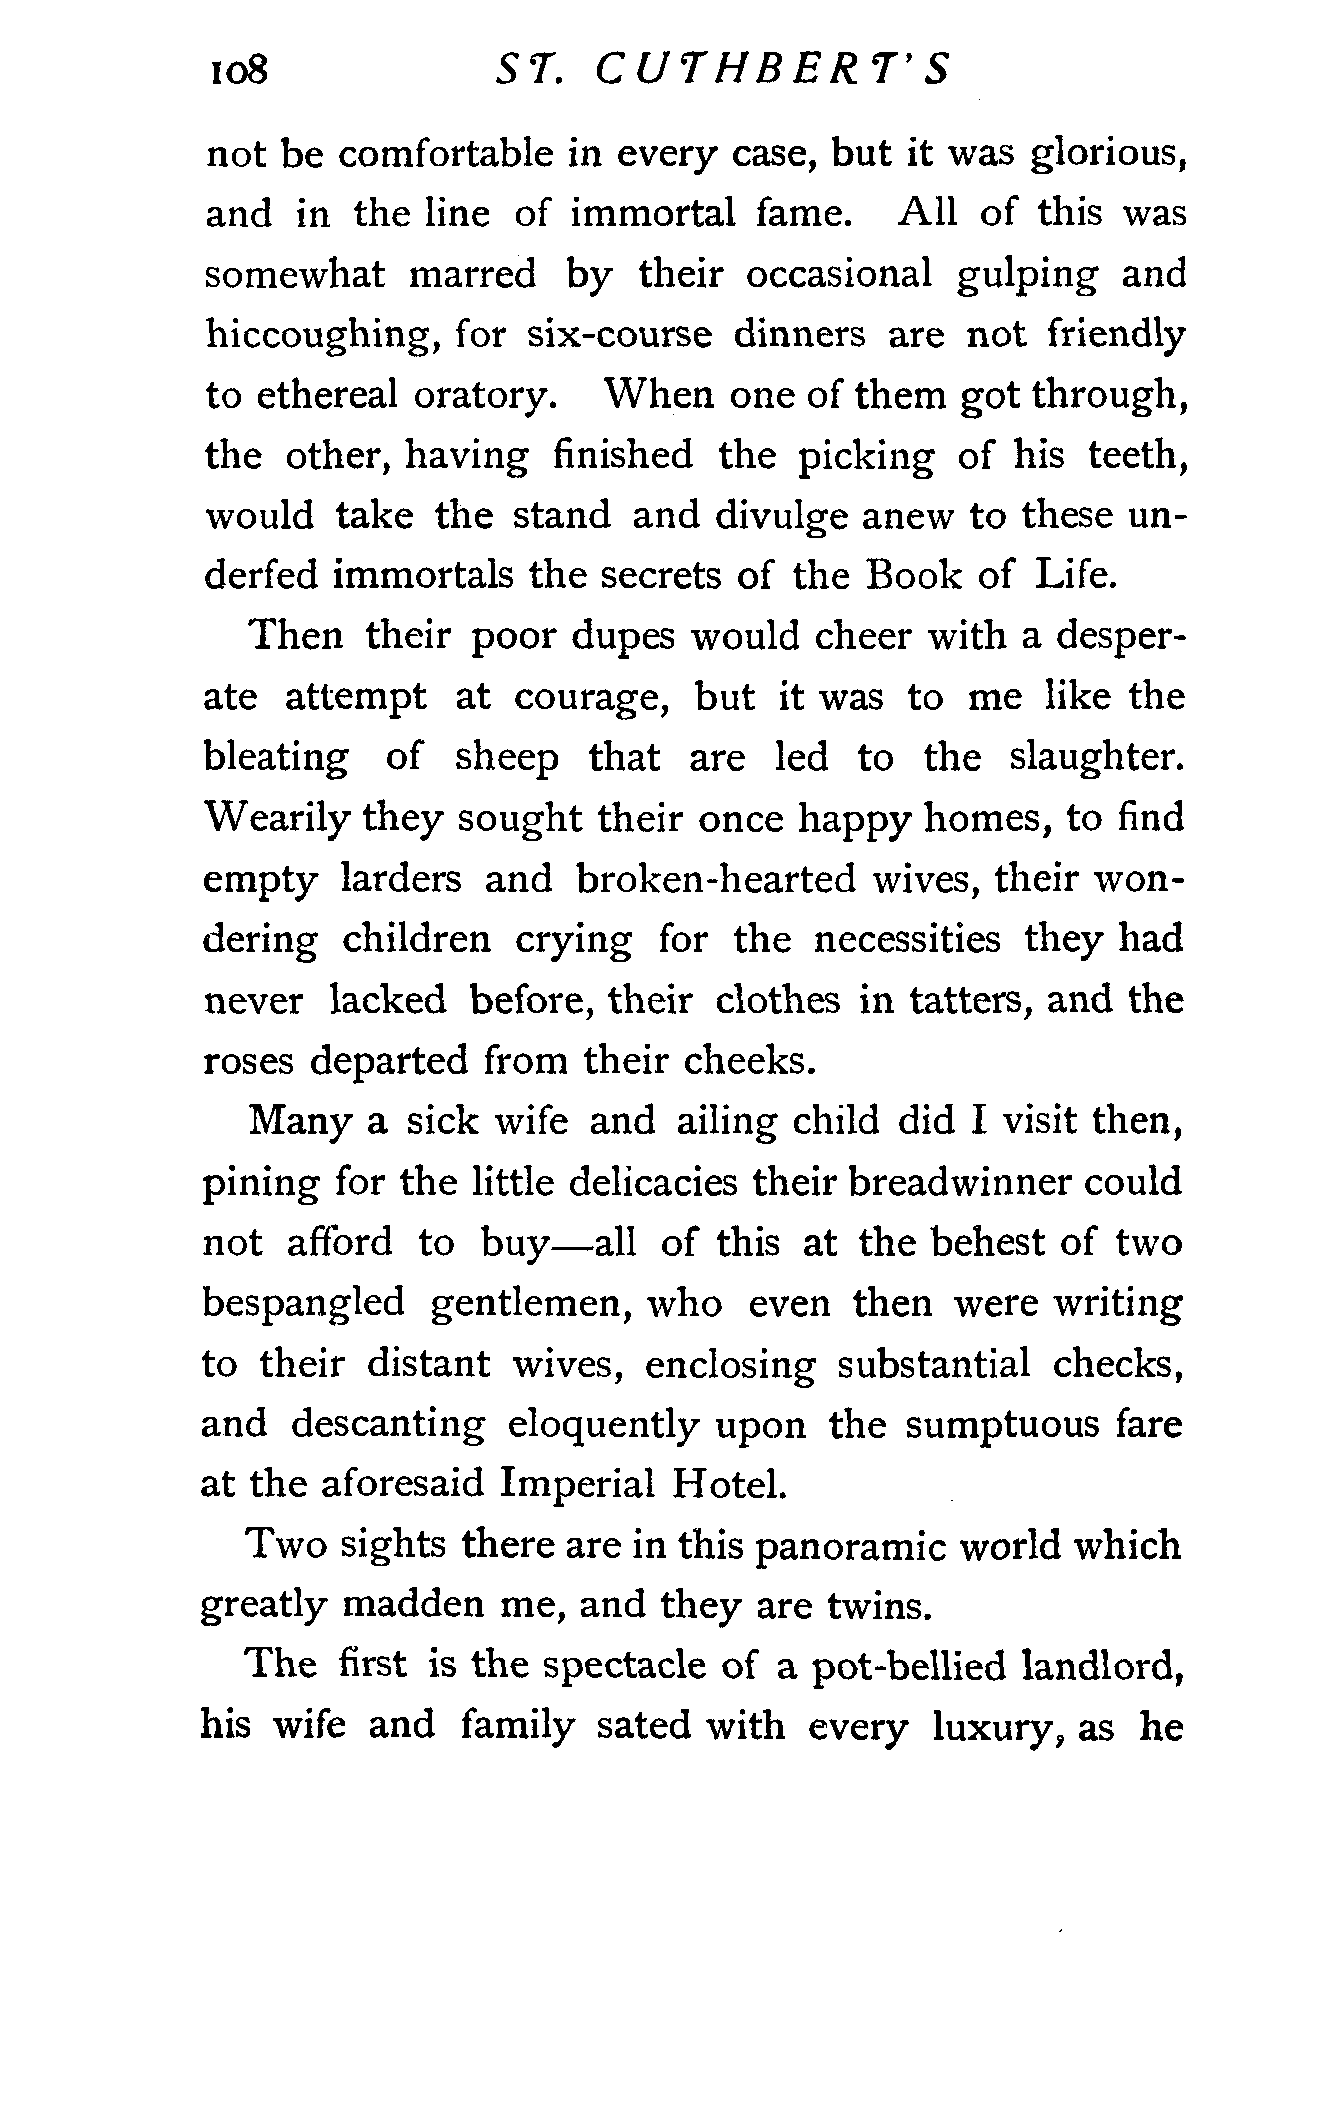 108 ST. CUTHBERT'S
not be comfortable in every case, but it was glorious,
and in the line of immortal fame. All of this was
somewhat marred by their occasional gulping and
hiccoughing, for six-course dinners are not friendly
to ethereal oratory. When one of them got through,
the other, having finished the picking of his teeth,
would take the stand and divulge anew to these un-
derfed immortals the secrets of the Book of Life.
Then their poor dupes would cheer with a desper-
ate attempt at courage, but it was to me like the
bleating of sheep that are led to the slaughter.
Wearily they sought their once happy homes, to find
empty larders and broken-hearted wives, their won-
dering children crying for the necessities they had
never lacked before, their clothes in tatters, and the
roses departed from their cheeks.
Many a sick wife and ailing child did I visit then,
pining for the little delicacies their breadwinner could
not afford to buy—all of this at the behest of two
bespangled gentlemen, who even then were writing
to their distant wives, enclosing substantial checks,
and descanting eloquently upon the sumptuous fare
at the aforesaid Imperial Hotel.
Two sights there are in this panoramic world which
greatly madden me, and they are twins.
The first is the spectacle of a pot-bellied landlord,
his wife and family sated with every luxury, as he